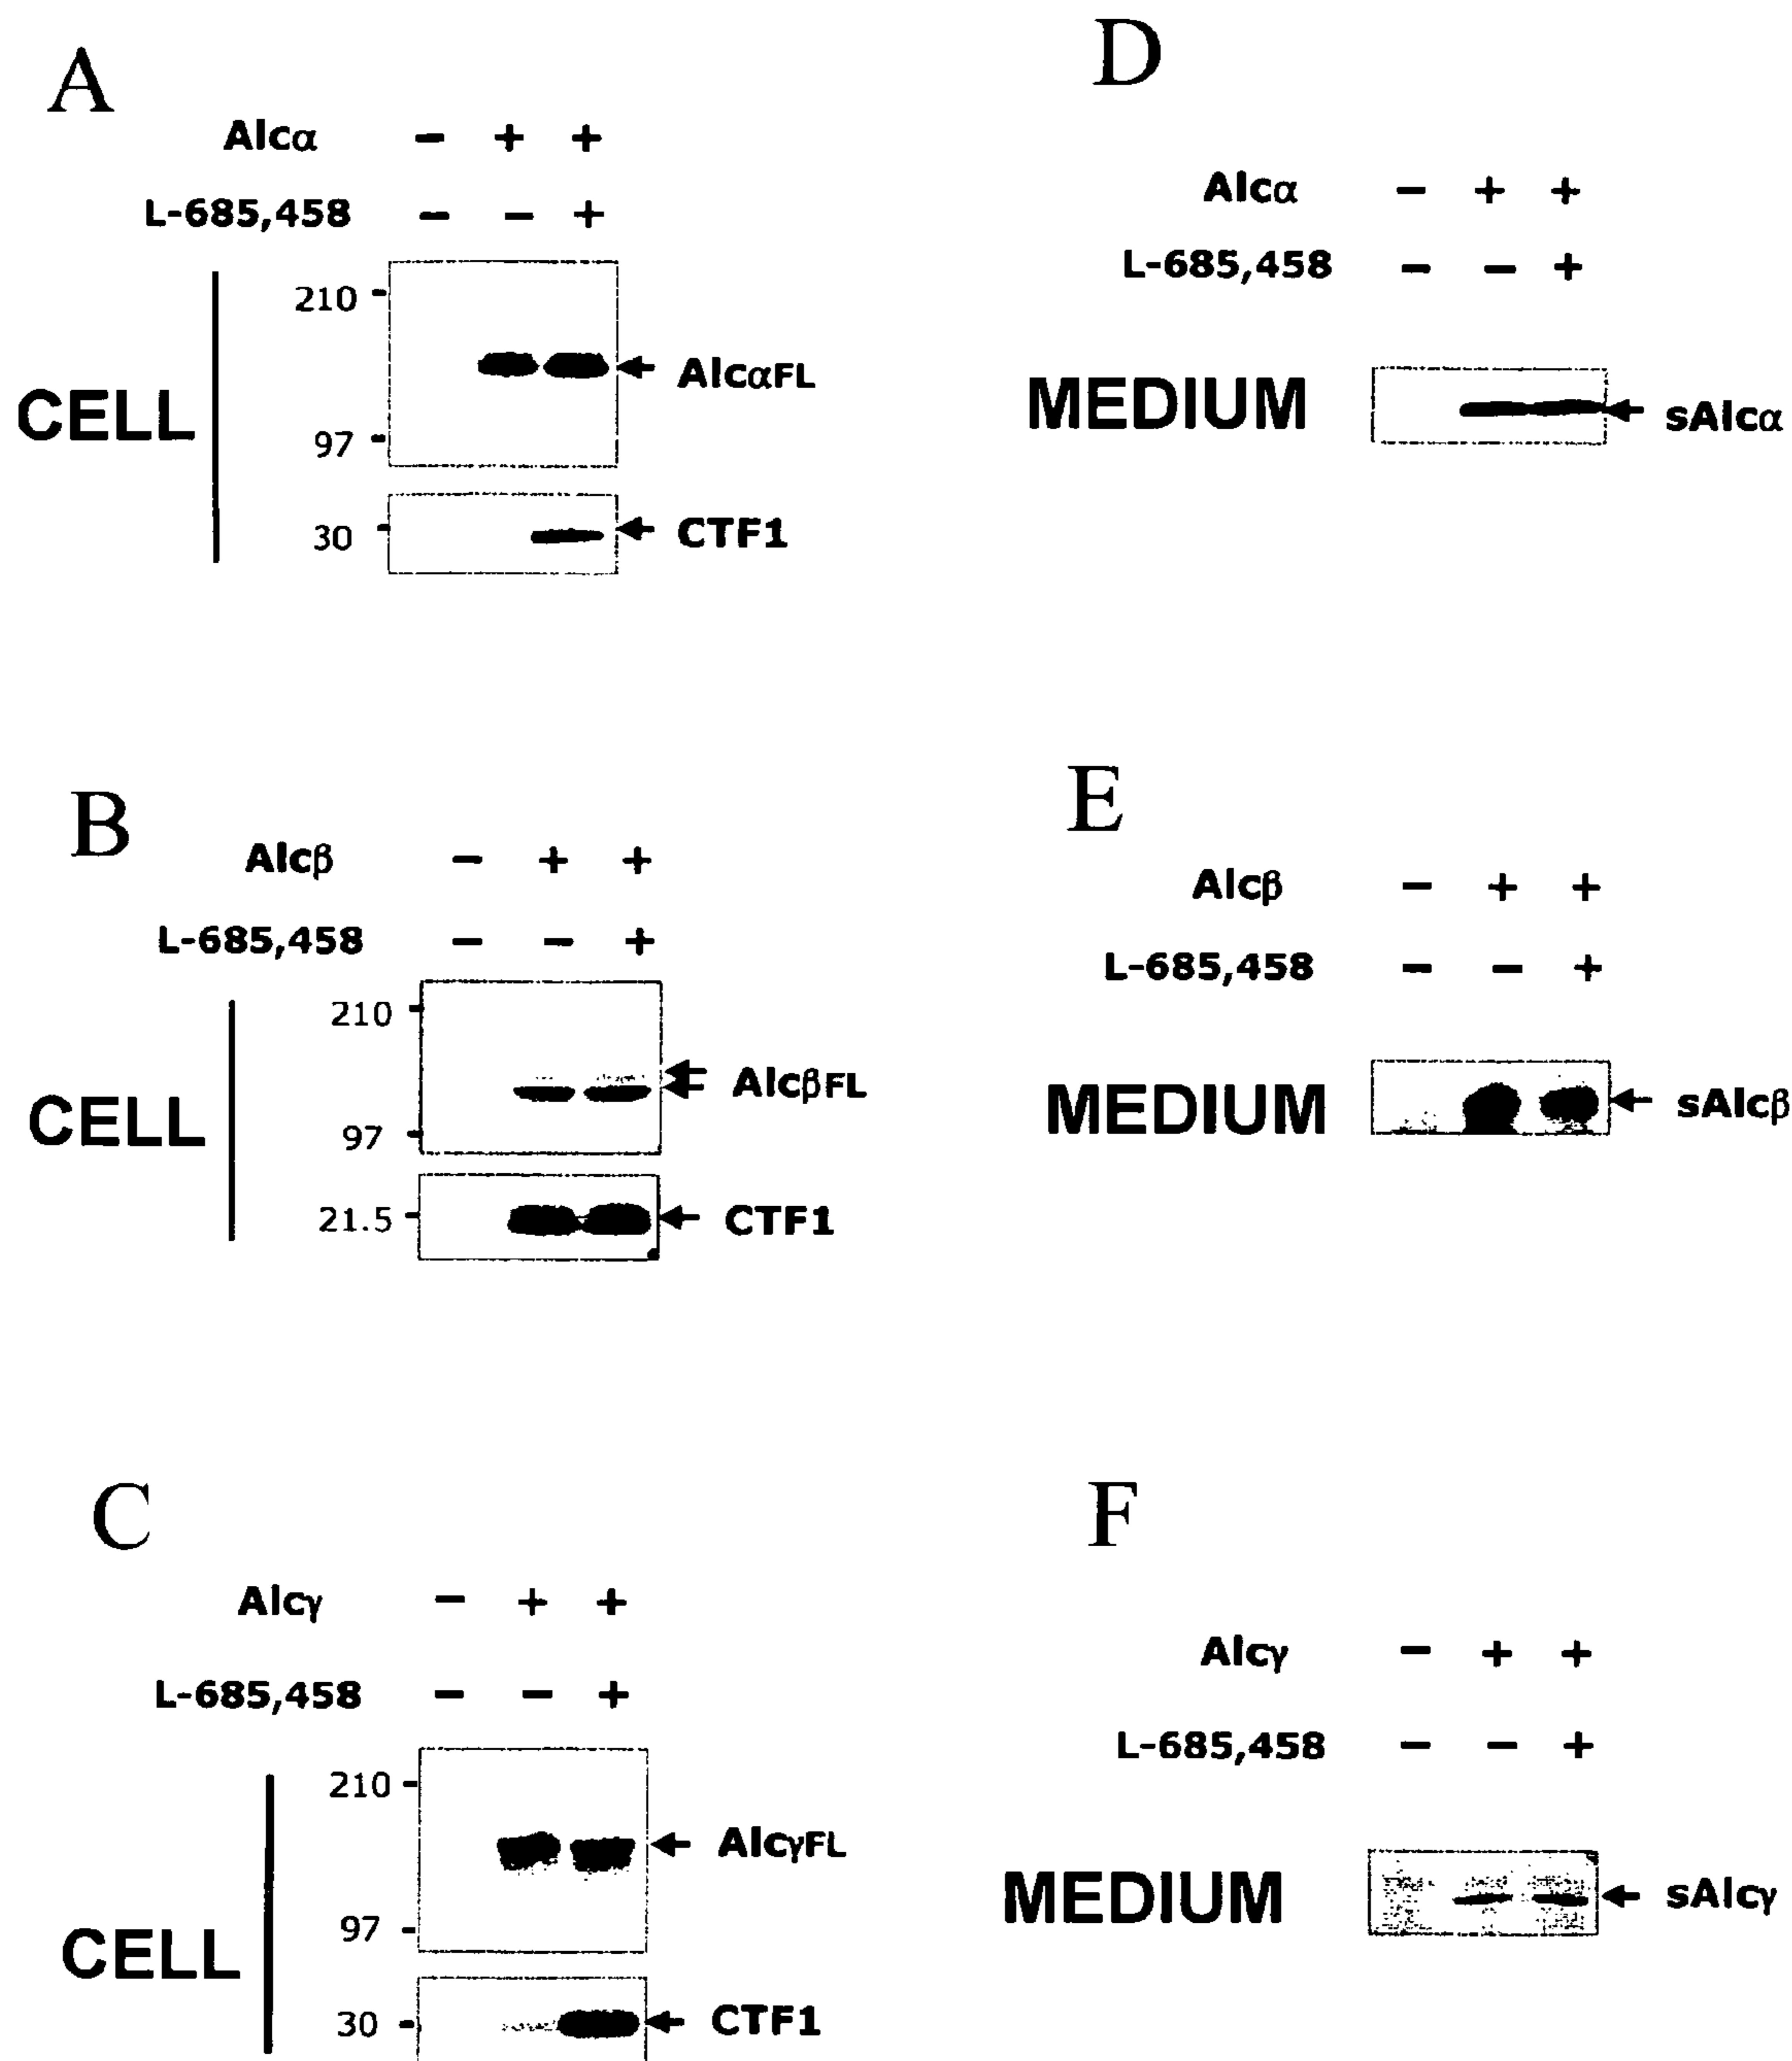 A
Alcα − + +
L-685,458 − − +
CELL
210
97
AlcαFL
30
CTF1
D
Alcα − + +
L-685,458 − − +
MEDIUM
sAlcα
B
Alcβ − + +
L-685,458 − − +
CELL
210
97
AlcβFL
21.5
CTF1
E
Alcβ − + +
L-685,458 − − +
MEDIUM
sAlcβ
C
Alcγ − + +
L-685,458 − − +
CELL
210
97
AlcγFL
30
CTF1
F
Alcγ − + +
L-685,458 − − +
MEDIUM
sAlcγ